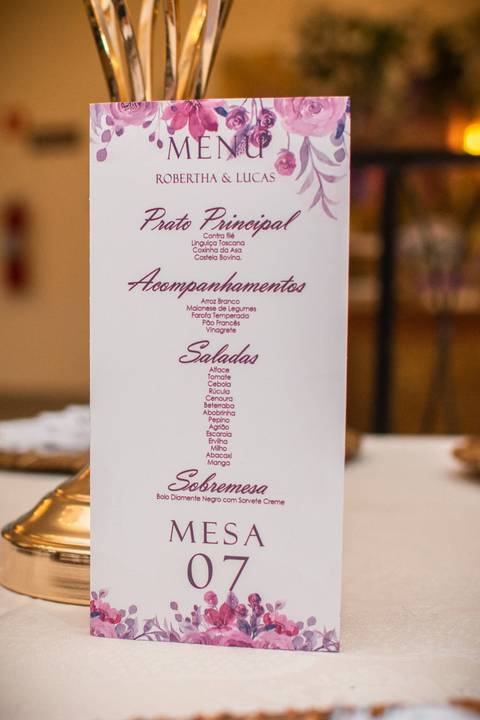 MENU
ROBERTHA & LUCAS
Prato Principal
Contra filé
Linguiça Toscana
Coxinha da Asa
Costela Bovina.
Acompanhamentos
Arroz Branco
Maionese de Legumes
Farofa Temperada
Pão Francês
Vinagrete
Saladas
Alface
Tomate
Cebola
Rúcula
Cenoura
Beterraba
Abobrinha
Pepino
Agrião
Escarola
Ervilha
Milho
Abacaxi
Manga
Sobremesa
Bolo Diamente Negro com Sorvete Creme
MESA
07